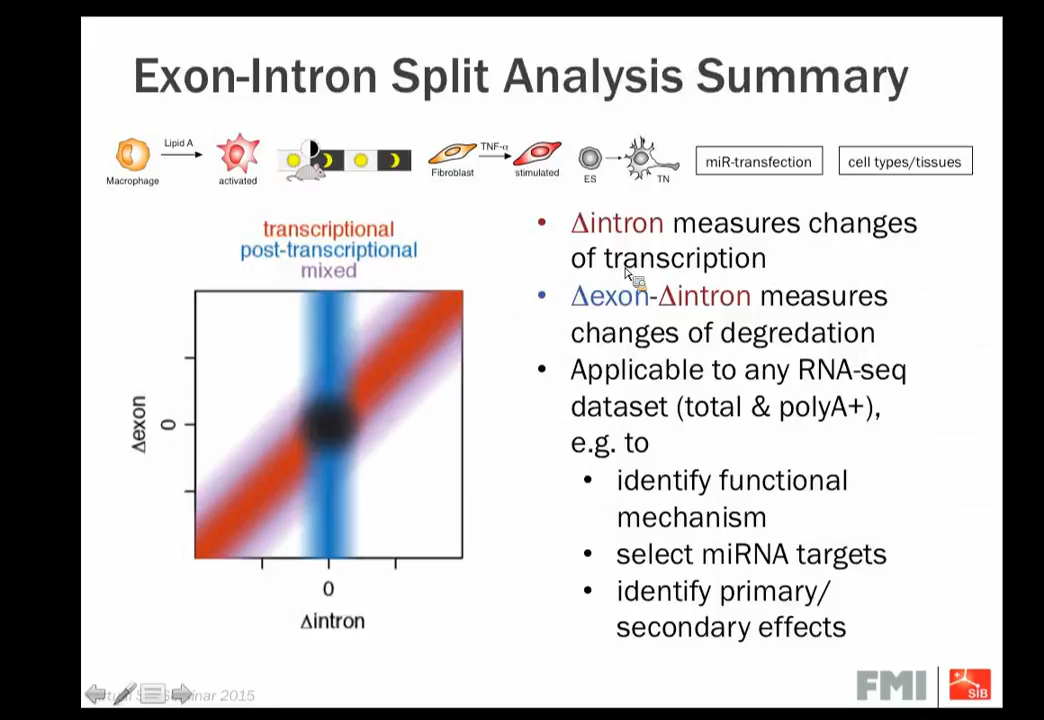 Exon-Intron Split Analysis Summary
Lipid A
Macrophage
activated
TNF-α
Fibroblast
stimulated
ES
TN
miR-transfection
cell types/tissues
transcriptional
post-transcriptional
mixed
Δexon
0
0
Δintron
• Δintron measures changes
of transcription
• Δexon-Δintron measures
changes of degredation
• Applicable to any RNA-seq
dataset (total & polyA+),
e.g. to
• identify functional
mechanism
• select miRNA targets
• identify primary/
secondary effects
2015
FMI
SIB